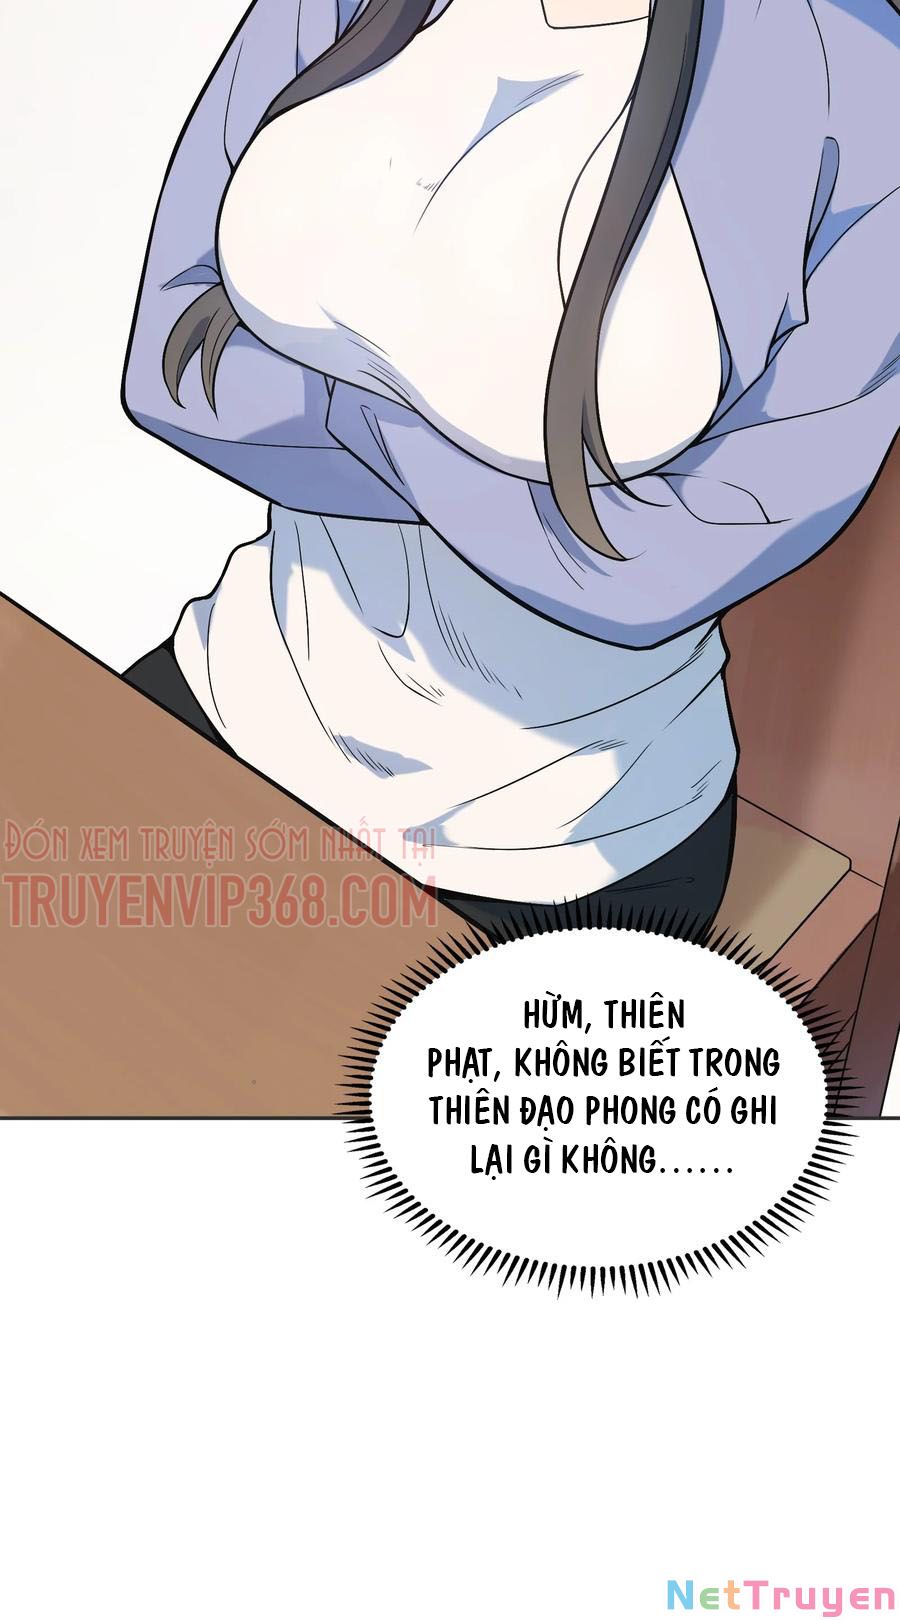 ĐÓN XEM TRUYỆN SỚM NHẤT TẠI
TRUYENVIP368.COM
HỪM, THIÊN
PHẠT, KHÔNG BIẾT TRONG
THIÊN ĐẠO PHONG CÓ GHI
LẠI GÌ KHÔNG......
NetTruyen